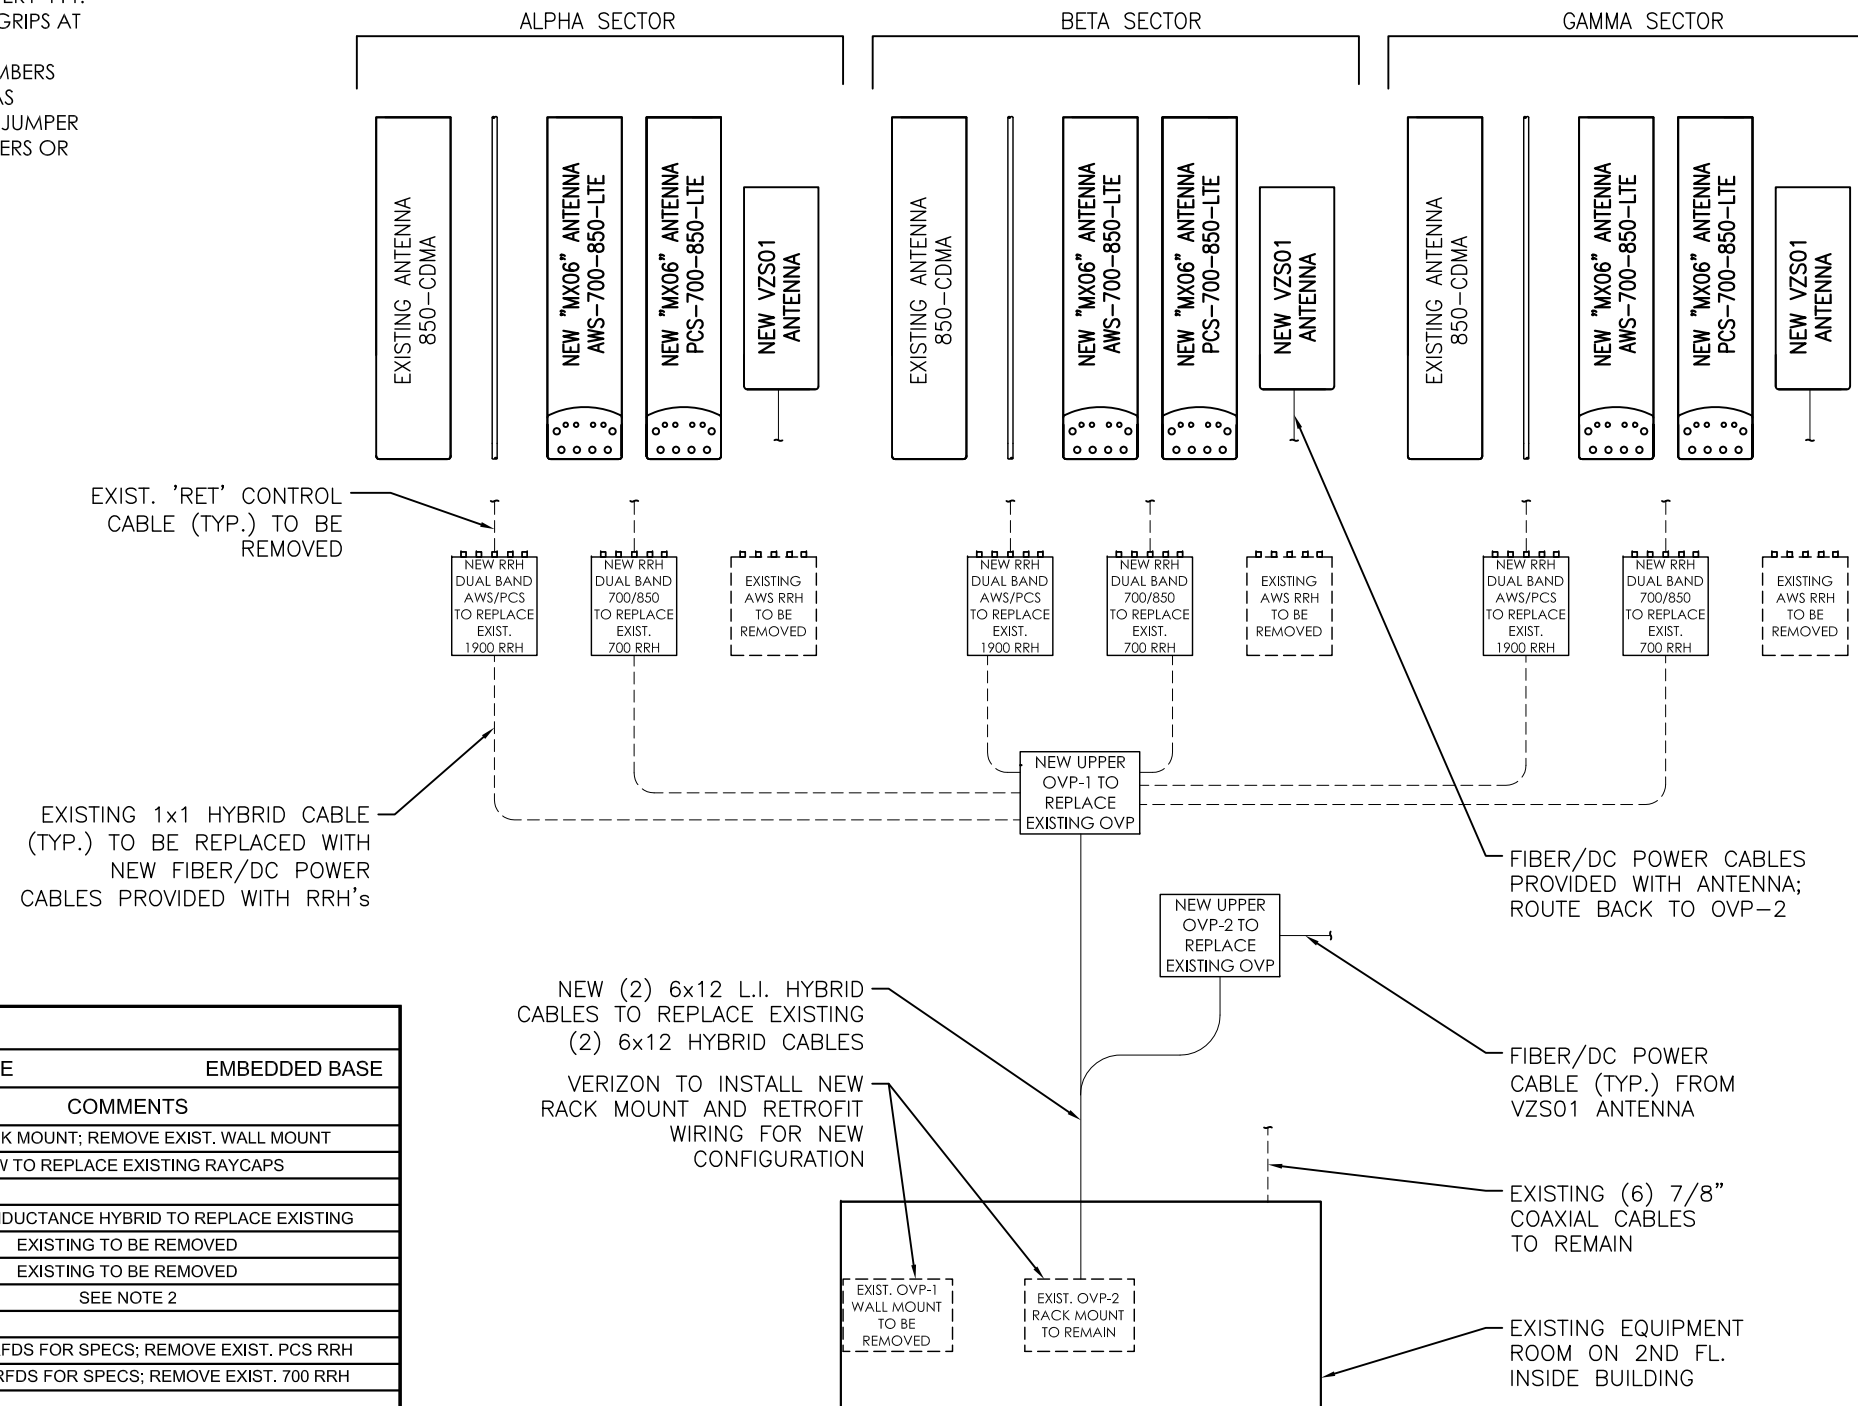 GRIPS AT
MBERS
AS
JUMPER
ERS OR
ALPHA SECTOR
BETA SECTOR
GAMMA SECTOR
EXISTING ANTENNA
850-CDMA
NEW "MX06" ANTENNA
AWS-700-850-LTE
NEW "MX06" ANTENNA
PCS-700-850-LTE
NEW VZS01
ANTENNA
EXISTING ANTENNA
850-CDMA
NEW "MX06" ANTENNA
AWS-700-850-LTE
NEW "MX06" ANTENNA
PCS-700-850-LTE
NEW VZS01
ANTENNA
EXISTING ANTENNA
850-CDMA
NEW "MX06" ANTENNA
AWS-700-850-LTE
NEW "MX06" ANTENNA
PCS-700-850-LTE
NEW VZS01
ANTENNA
EXIST. 'RET' CONTROL
CABLE (TYP.) TO BE
REMOVED
NEW RRH
DUAL BAND
AWS/PCS
TO REPLACE
EXIST.
1900 RRH
NEW RRH
DUAL BAND
700/850
TO REPLACE
EXIST.
700 RRH
EXISTING
AWS RRH
TO BE
REMOVED
NEW RRH
DUAL BAND
AWS/PCS
TO REPLACE
EXIST.
1900 RRH
NEW RRH
DUAL BAND
700/850
TO REPLACE
EXIST.
700 RRH
EXISTING
AWS RRH
TO BE
REMOVED
NEW RRH
DUAL BAND
AWS/PCS
TO REPLACE
EXIST.
1900 RRH
NEW RRH
DUAL BAND
700/850
TO REPLACE
EXIST.
700 RRH
EXISTING
AWS RRH
TO BE
REMOVED
EXISTING 1x1 HYBRID CABLE
(TYP.) TO BE REPLACED WITH
NEW FIBER/DC POWER
CABLES PROVIDED WITH RRH's
NEW UPPER
OVP-1 TO
REPLACE
EXISTING OVP
FIBER/DC POWER CABLES
PROVIDED WITH ANTENNA;
ROUTE BACK TO OVP-2
NEW UPPER
OVP-2 TO
REPLACE
EXISTING OVP
NEW (2) 6x12 L.I. HYBRID
CABLES TO REPLACE EXISTING
(2) 6x12 HYBRID CABLES
FIBER/DC POWER
CABLE (TYP.) FROM
VZS01 ANTENNA
VERIZON TO INSTALL NEW
RACK MOUNT AND RETROFIT
WIRING FOR NEW
CONFIGURATION
EXISTING (6) 7/8"
COAXIAL CABLES
TO REMAIN
EXIST. OVP-1
WALL MOUNT
TO BE
REMOVED
EXIST. OVP-2
RACK MOUNT
TO REMAIN
EXISTING EQUIPMENT
ROOM ON 2ND FL.
INSIDE BUILDING
E EMBEDDED BASE
COMMENTS
K MOUNT; REMOVE EXIST. WALL MOUNT
W TO REPLACE EXISTING RAYCAPS
DUCTANCE HYBRID TO REPLACE EXISTING
EXISTING TO BE REMOVED
EXISTING TO BE REMOVED
SEE NOTE 2
FDS FOR SPECS; REMOVE EXIST. PCS RRH
RFDS FOR SPECS; REMOVE EXIST. 700 RRH